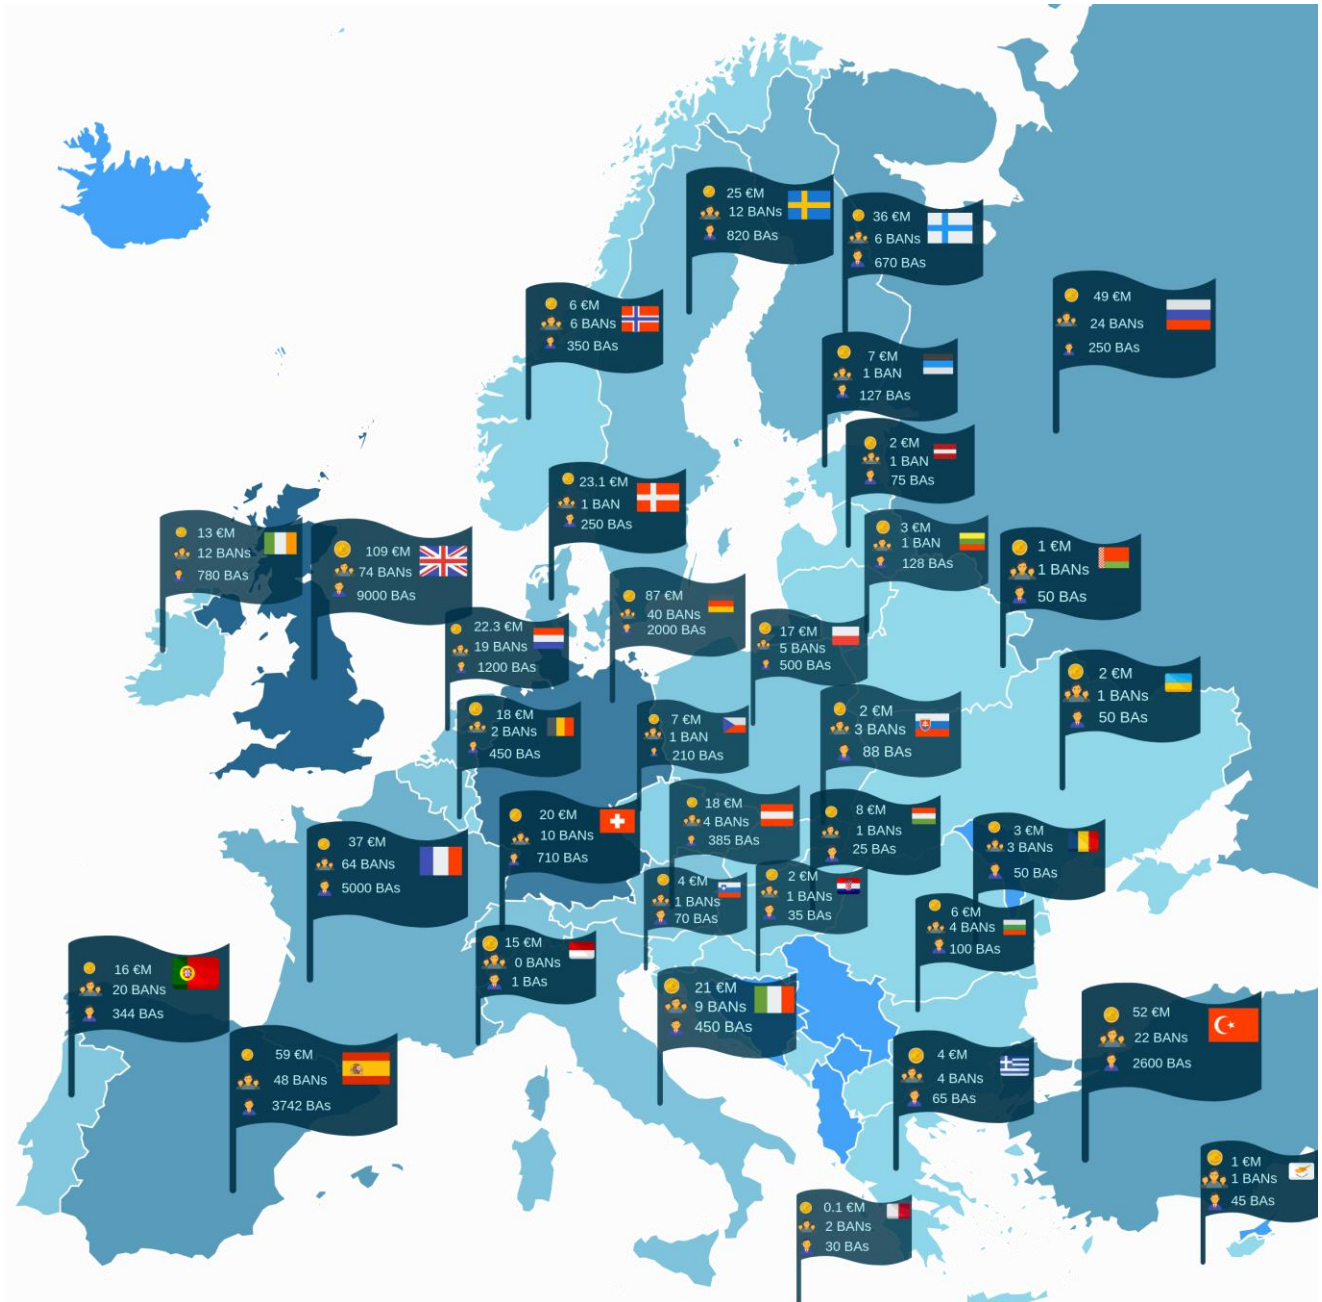 25 €M
12 BANs
820 BAs
36 €M
6 BANs
670 BAs
49 €M
24 BANs
250 BAs
6 €M
6 BANs
350 BAs
7 €M
1 BAN
127 BAs
2 €M
1 BAN
75 BAs
23.1 €M
1 BAN
250 BAs
13 €M
12 BANs
780 BAs
109 €M
74 BANs
9000 BAs
3 €M
1 BAN
128 BAs
1 €M
1 BANs
50 BAs
87 €M
40 BANs
2000 BAs
22.3 €M
19 BANs
1200 BAs
17 €M
5 BANs
500 BAs
2 €M
1 BANs
50 BAs
18 €M
2 BANs
450 BAs
7 €M
1 BAN
210 BAs
2 €M
3 BANs
88 BAs
37 €M
64 BANs
5000 BAs
20 €M
10 BANs
710 BAs
18 €M
4 BANs
385 BAs
8 €M
1 BANs
25 BAs
3 €M
3 BANs
50 BAs
4 €M
1 BANs
70 BAs
2 €M
1 BANs
35 BAs
6 €M
4 BANs
100 BAs
16 €M
20 BANs
344 BAs
15 €M
0 BANs
1 BAs
21 €M
9 BANs
450 BAs
52 €M
22 BANs
2600 BAs
59 €M
48 BANs
3742 BAs
4 €M
4 BANs
65 BAs
1 €M
1 BANs
45 BAs
0.1 €M
2 BANs
30 BAs